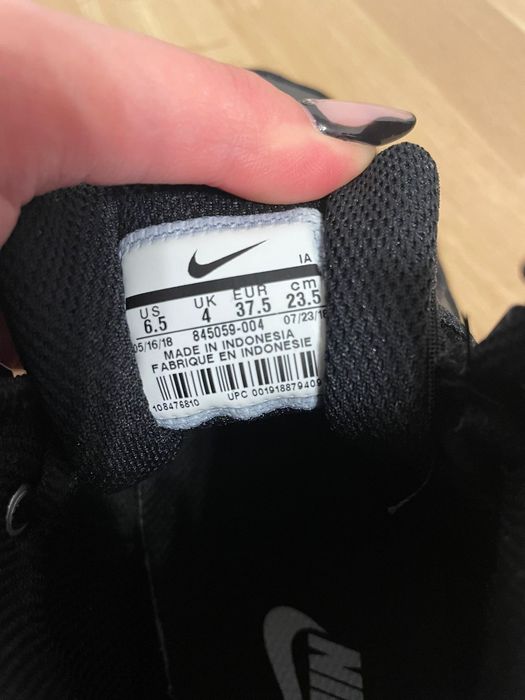 IA
US UK EUR cm
6.5 4 37.5 23.5
05/16/18 845059-004 07/23/18
MADE IN INDONESIA
FABRIQUE EN INDONESIE
108476810 UPC 001918879409